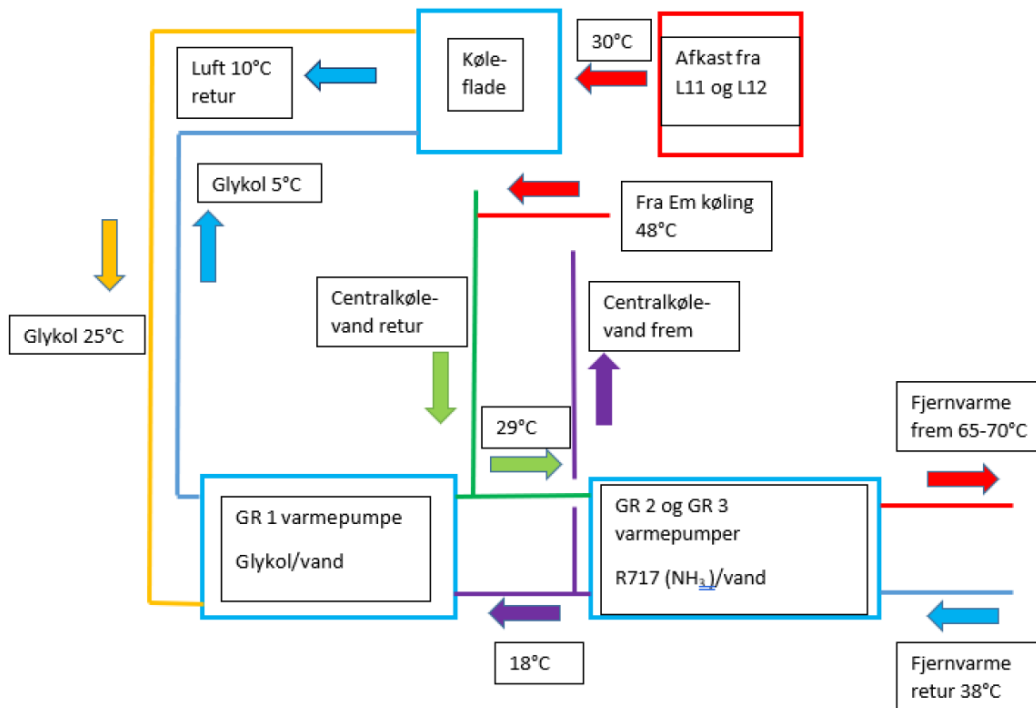 Køle-
flade
30°C
Afkast fra
L11 og L12
Luft 10°C
retur
Glykol 5°C
Fra Em køling
48°C
Centralkøle-
vand retur
Centralkøle-
vand frem
Glykol 25°C
29°C
Fjernvarme
frem 65-70°C
GR 1 varmepumpe
Glykol/vand
GR 2 og GR 3
varmepumper
R717 (NH₃)/vand
18°C
Fjernvarme
retur 38°C